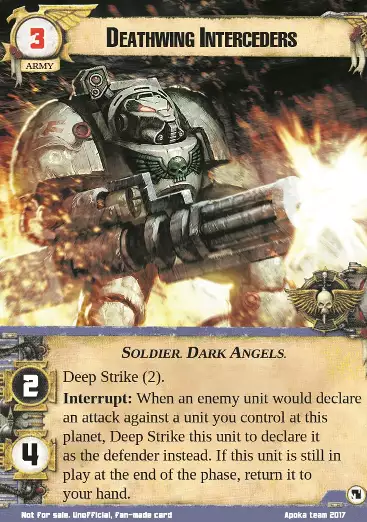 3
DEATHWING INTERCEDERS
ARMY
SOLDIER. DARK ANGELS.
2
Deep Strike (2).
Interrupt: When an enemy unit would declare
an attack against a unit you control at this
planet, Deep Strike this unit to declare it
4
as the defender instead. If this unit is still in
play at the end of the phase, return it to
your hand.
Not for sale. Unofficial, fan-made card
Apoka team 2017